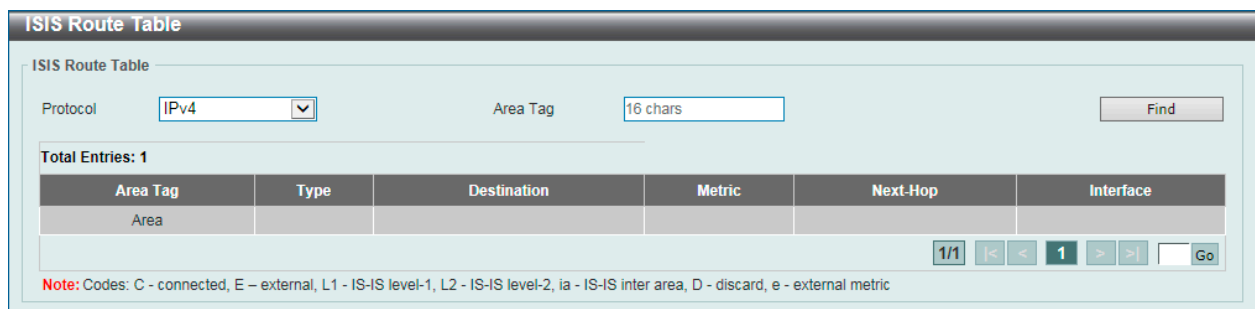 ISIS Route Table
ISIS Route Table
Protocol IPv4 Area Tag 16 chars Find
Total Entries: 1
Area Tag Type Destination Metric Next-Hop Interface
Area
1/1 |< < 1 > >| Go
Note: Codes: C - connected, E – external, L1 - IS-IS level-1, L2 - IS-IS level-2, ia - IS-IS inter area, D - discard, e - external metric